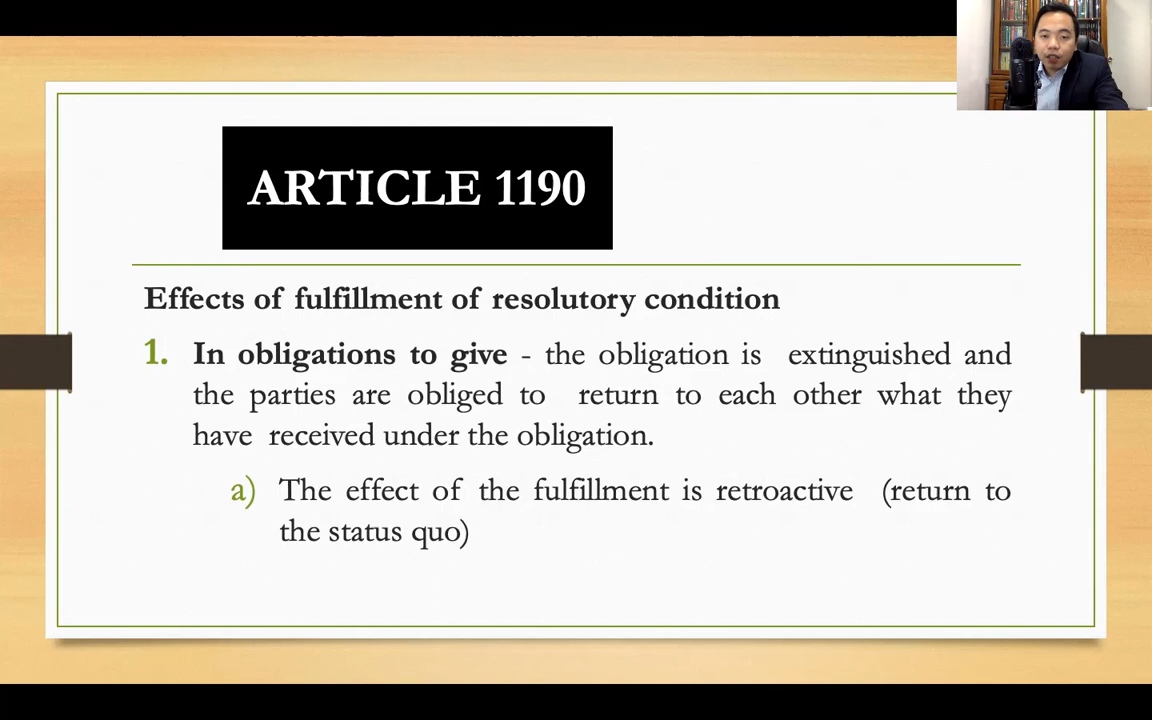 ARTICLE 1190
Effects of fulfillment of resolutory condition
1. In obligations to give - the obligation is extinguished and
the parties are obliged to return to each other what they
have received under the obligation.
a) The effect of the fulfillment is retroactive (return to
the status quo)